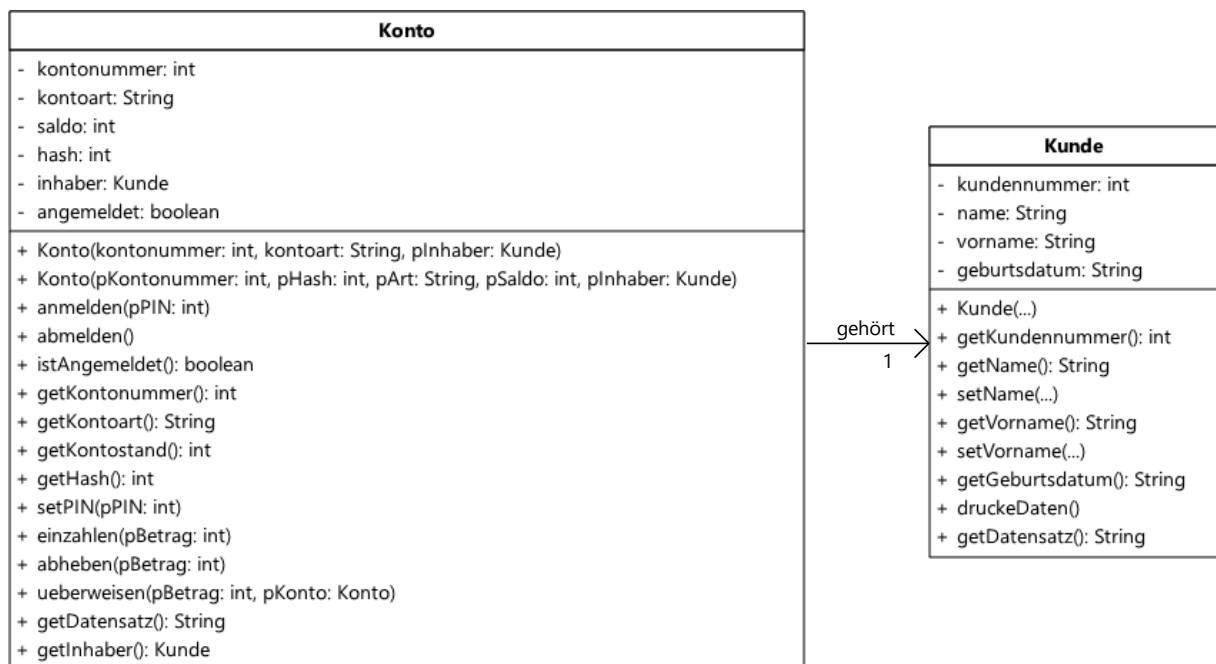 Konto
- kontonummer: int
- kontoart: String
- saldo: int
- hash: int
- inhaber: Kunde
- angemeldet: boolean
+ Konto(kontonummer: int, kontoart: String, pInhaber: Kunde)
+ Konto(pKontonummer: int, pHash: int, pArt: String, pSaldo: int, pInhaber: Kunde)
+ anmelden(pPIN: int)
+ abmelden()
+ istAngemeldet(): boolean
+ getKontonummer(): int
+ getKontoart(): String
+ getKontostand(): int
+ getHash(): int
+ setPIN(pPIN: int)
+ einzahlen(pBetrag: int)
+ abheben(pBetrag: int)
+ ueberweisen(pBetrag: int, pKonto: Konto)
+ getDatensatz(): String
+ getInhaber(): Kunde
gehört
1
Kunde
- kundennummer: int
- name: String
- vorname: String
- geburtsdatum: String
+ Kunde(...)
+ getKundennummer(): int
+ getName(): String
+ setName(...)
+ getVorname(): String
+ setVorname(...)
+ getGeburtsdatum(): String
+ druckeDaten()
+ getDatensatz(): String